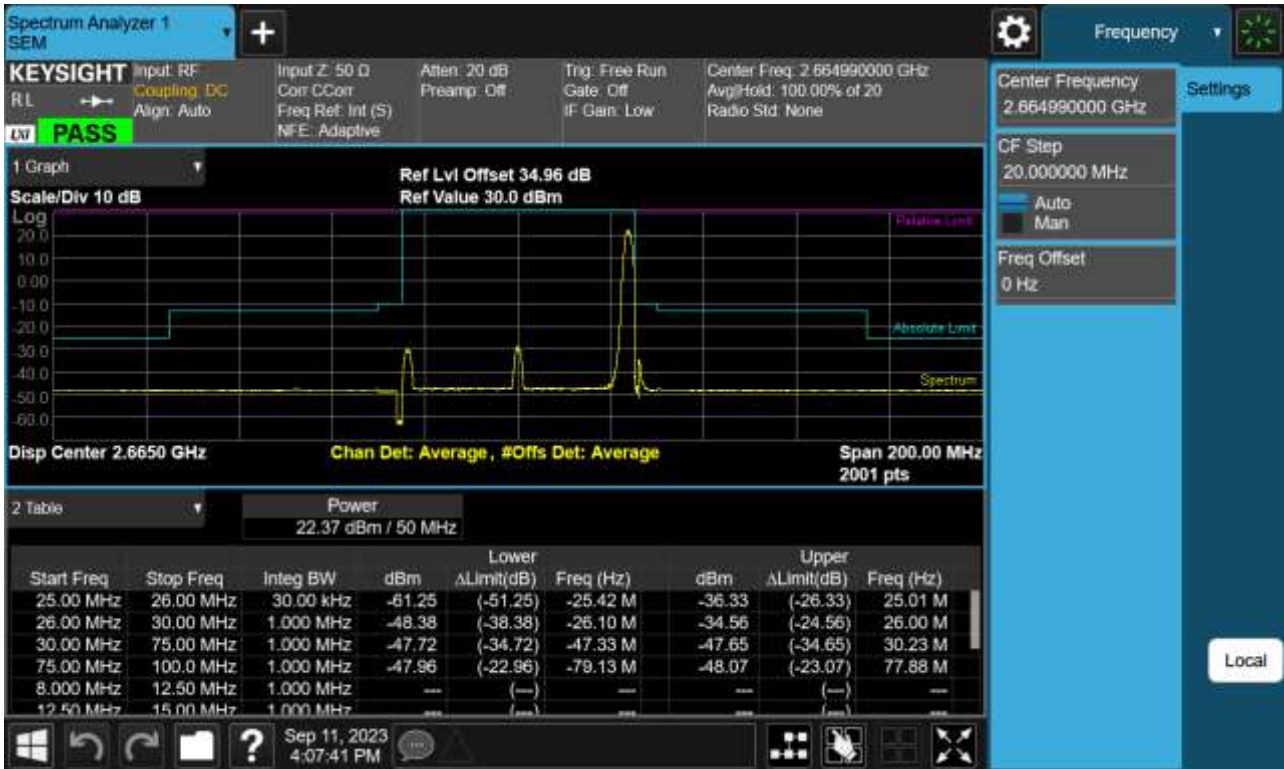 Spectrum Analyzer 1
SEM
+
Frequency
KEYSIGHT
RL
LXI
PASS
Input: RF
Coupling: DC
Align: Auto
Input Z: 50 Ω
Corr CCorr
Freq Ref: Int (S)
NFE: Adaptive
Atten: 20 dB
Preamp: Off
Trig: Free Run
Gate: Off
IF Gain: Low
Center Freq: 2.664990000 GHz
Avg|Hold: 100.00% of 20
Radio Std: None
Center Frequency
2.664990000 GHz
Settings
CF Step
20.000000 MHz
Auto
Man
Freq Offset
0 Hz
Local
1 Graph
Scale/Div 10 dB
Ref Lvl Offset 34.96 dB
Ref Value 30.0 dBm
Log
20.0
10.0
0.00
-10.0
-20.0
-30.0
-40.0
-50.0
-60.0
Relative Limit
Absolute Limit
Spectrum
Disp Center 2.6650 GHz
Chan Det: Average, #Offs Det: Average
Span 200.00 MHz
2001 pts
2 Table
Power
22.37 dBm / 50 MHz
Lower Upper
Start Freq Stop Freq Integ BW dBm ΔLimit(dB) Freq (Hz) dBm ΔLimit(dB) Freq (Hz)
25.00 MHz 26.00 MHz 30.00 kHz -61.25 (-51.25) -25.42 M -36.33 (-26.33) 25.01 M
26.00 MHz 30.00 MHz 1.000 MHz -48.38 (-38.38) -26.10 M -34.56 (-24.56) 26.00 M
30.00 MHz 75.00 MHz 1.000 MHz -47.72 (-34.72) -47.33 M -47.65 (-34.65) 30.23 M
75.00 MHz 100.0 MHz 1.000 MHz -47.96 (-22.96) -79.13 M -48.07 (-23.07) 77.88 M
8.000 MHz 12.50 MHz 1.000 MHz --- (---) --- --- (---) ---
12.50 MHz 15.00 MHz 1.000 MHz --- (---) --- --- (---) ---
?
Sep 11, 2023
4:07:41 PM